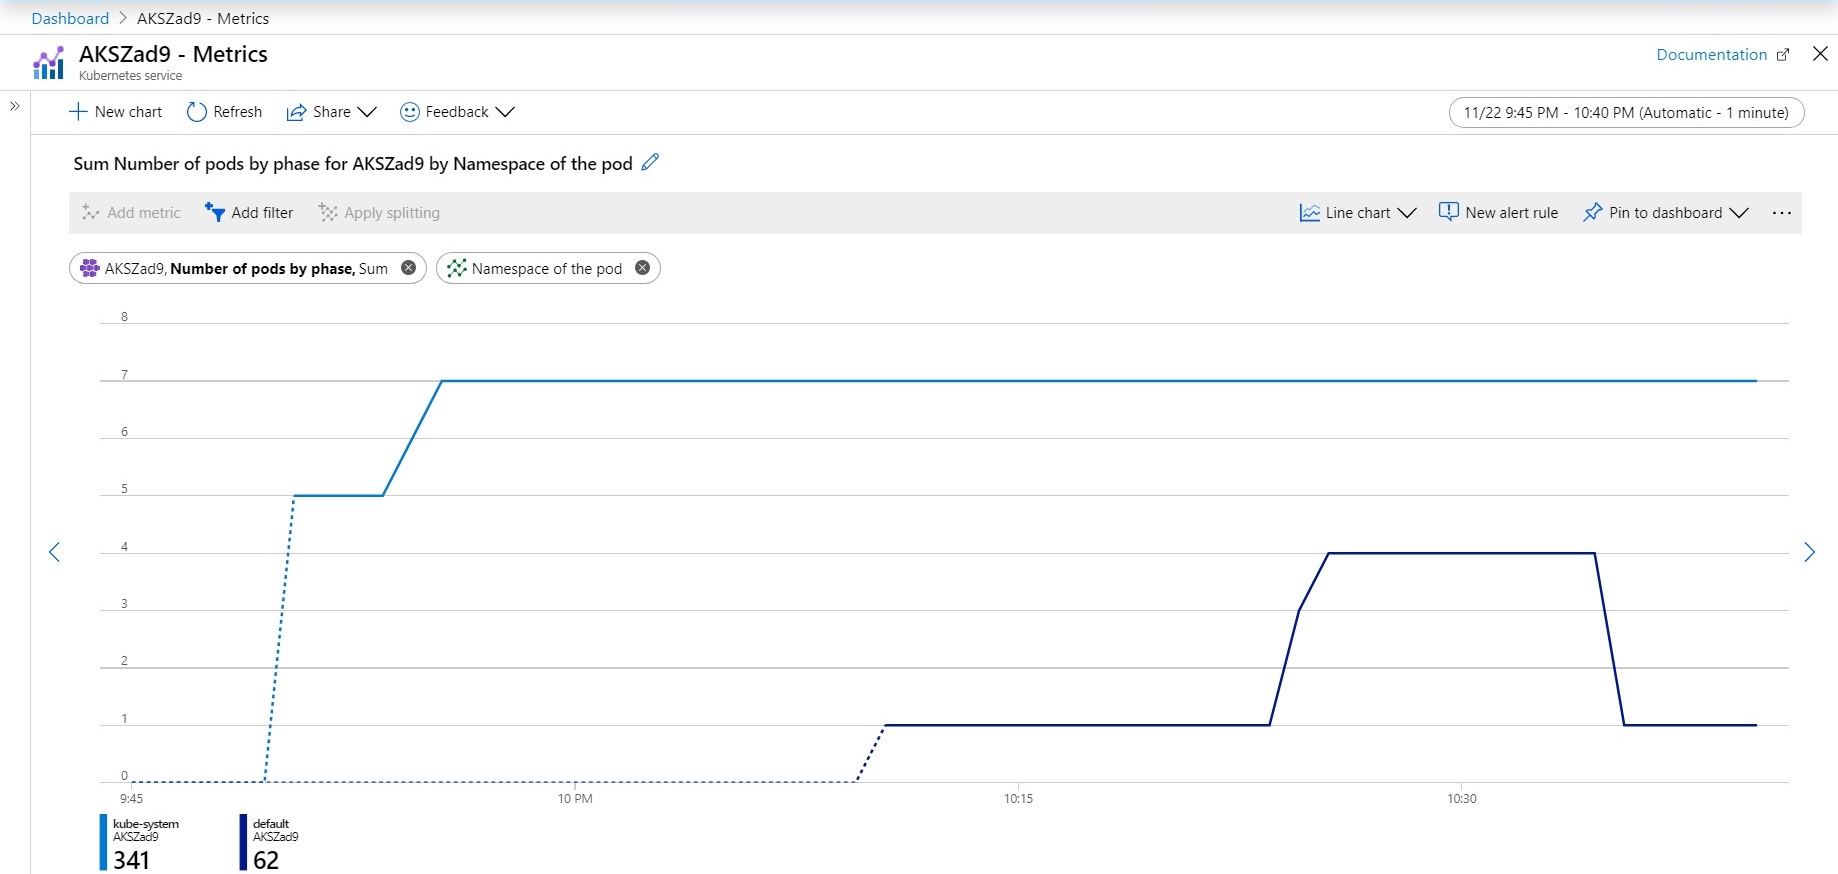 Dashboard > AKSZad9 - Metrics
AKSZad9 - Metrics
Kubernetes service
Documentation
New chart Refresh Share Feedback
11/22 9:45 PM - 10:40 PM (Automatic - 1 minute)
Sum Number of pods by phase for AKSZad9 by Namespace of the pod
Add metric Add filter Apply splitting Line chart New alert rule Pin to dashboard ...
AKSZad9, Number of pods by phase, Sum Namespace of the pod
8
7
6
5
4
3
2
1
0
9:45 10 PM 10:15 10:30
kube-system default
AKSZad9 AKSZad9
341 62